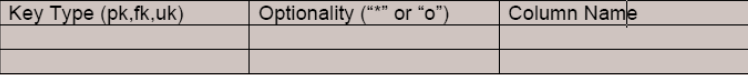 Key Type (pk,fk,uk) Optionality (“*” or “o”) Column Name